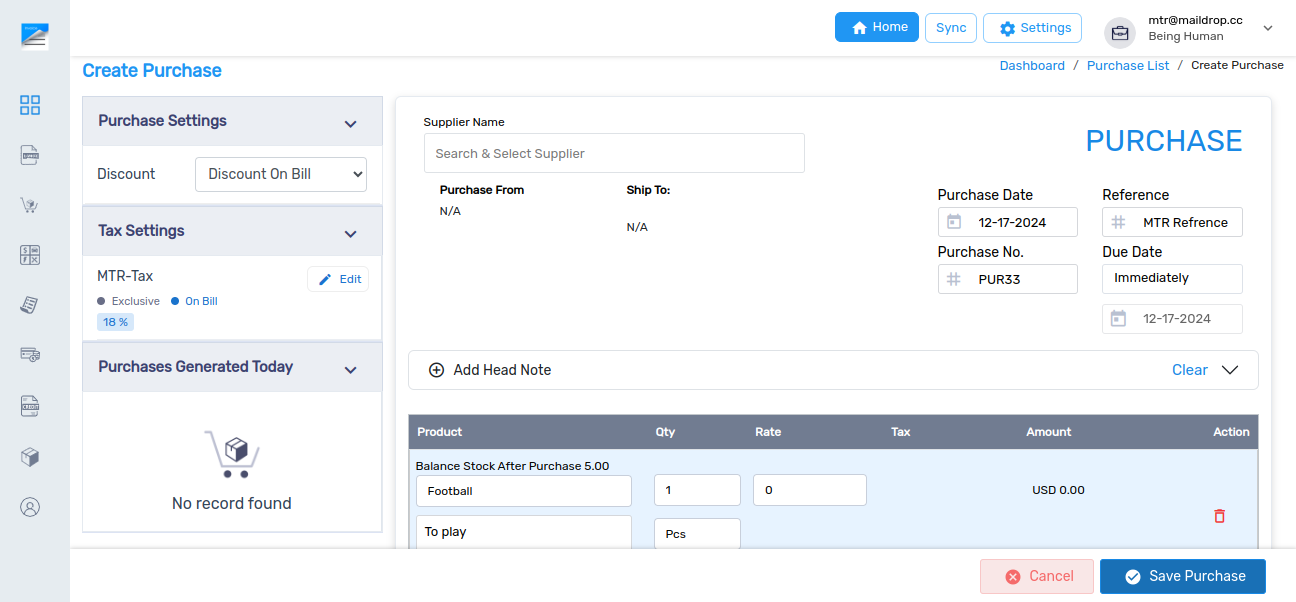 Home
Sync
Settings
mtr@maildrop.cc
Being Human
Create Purchase
Dashboard / Purchase List / Create Purchase
Purchase Settings
Discount
Discount On Bill
Tax Settings
MTR-Tax
Edit
Exclusive
On Bill
18 %
Purchases Generated Today
No record found
Supplier Name
Search & Select Supplier
Purchase From
N/A
Ship To:
N/A
PURCHASE
Purchase Date
12-17-2024
Reference
MTR Refrence
Purchase No.
PUR33
Due Date
Immediately
12-17-2024
Add Head Note
Clear
Product Qty Rate Tax Amount Action
Balance Stock After Purchase 5.00
Football 1 0 USD 0.00
To play
Pcs
Cancel
Save Purchase